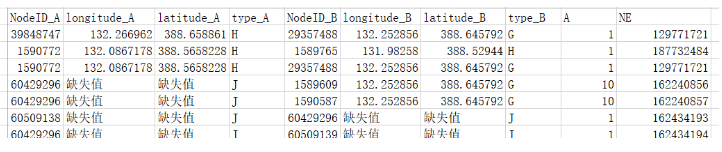 NodeID_A longitude_A latitude_A type_A NodeID_B longitude_B latitude_B type_B A NE
39848747 132.266962 388.658861 H 29357488 132.252856 388.645792 G 1 129771721
1590772 132.0867178 388.5658228 H 1589765 131.98258 388.52944 H 1 187732484
1590772 132.0867178 388.5658228 H 29357488 132.252856 388.645792 G 1 129771721
60429296 缺失值 缺失值 J 1589609 132.252856 388.645792 G 10 162240856
60429296 缺失值 缺失值 J 1590587 132.252856 388.645792 G 10 162240857
60509138 缺失值 缺失值 J 60429296 缺失值 缺失值 J 1 162434193
60429296 缺失值 缺失值 J 60509139 缺失值 缺失值 J 1 162434194